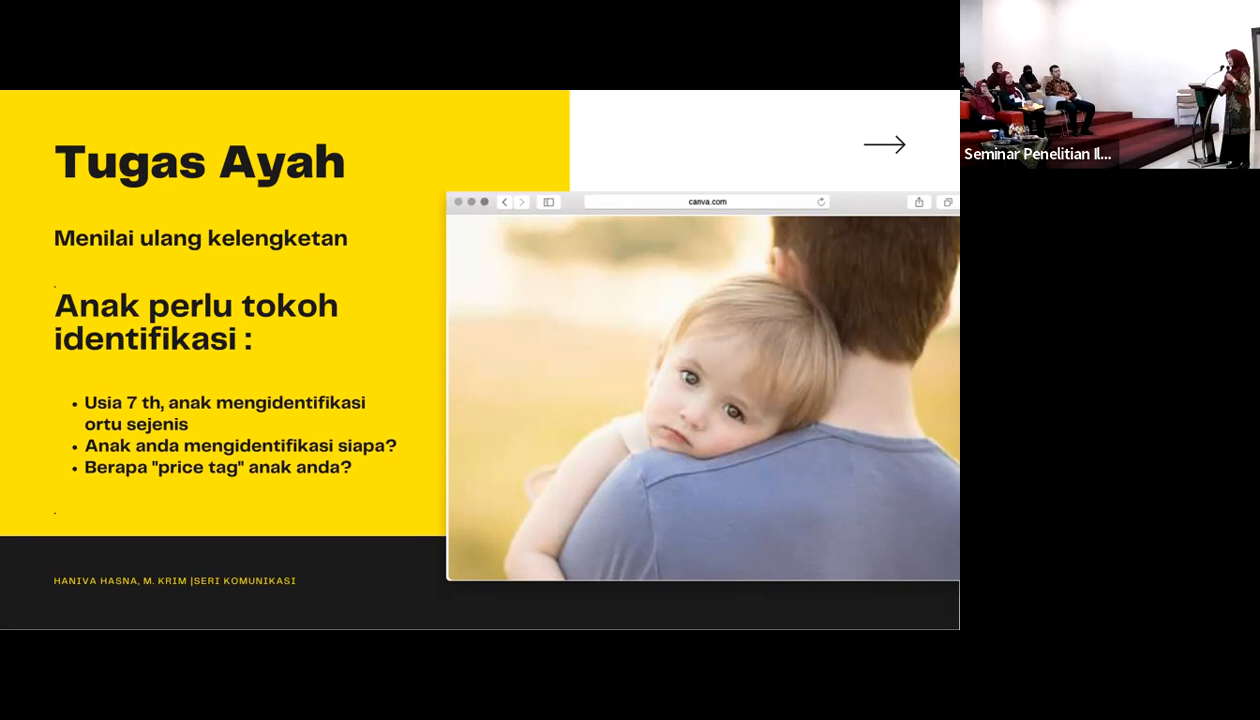 Tugas Ayah
Menilai ulang kelengketan
.
Anak perlu tokoh
identifikasi :
• Usia 7 th, anak mengidentifikasi
ortu sejenis
• Anak anda mengidentifikasi siapa?
• Berapa "price tag" anak anda?
.
HANIVA HASNA, M. KRIM |SERI KOMUNIKASI
canva.com
Seminar Penelitian Il...